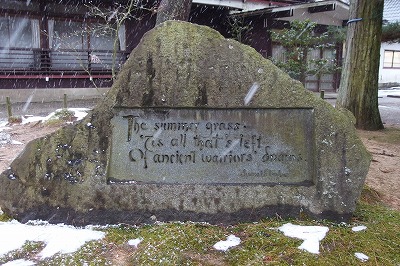 The summer grass
'Tis all that's left
Of ancient warriors' dreams.